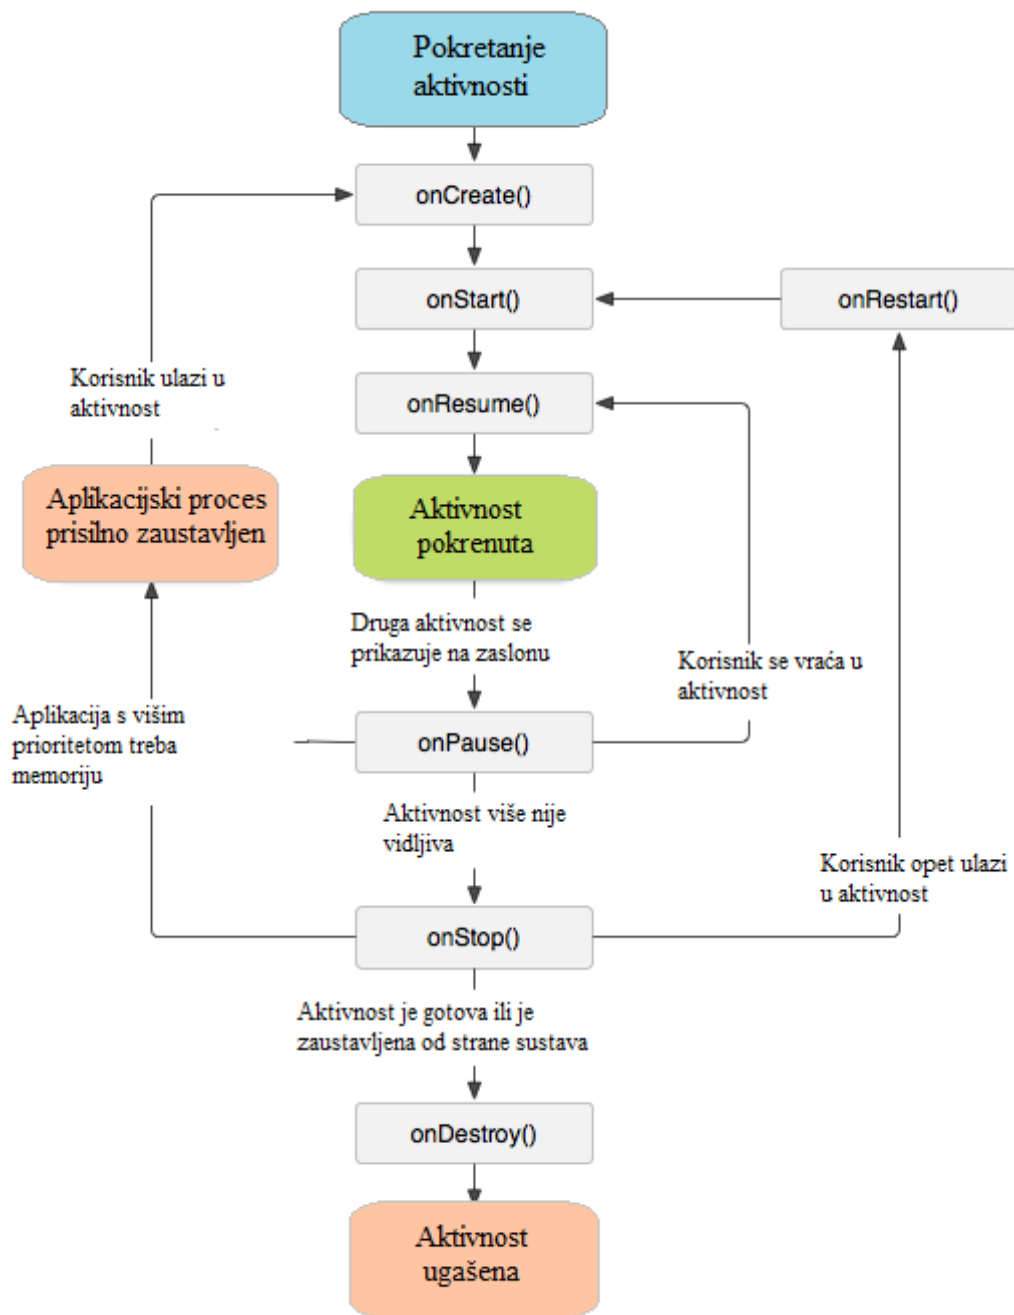 Pokretanje
aktivnosti
onCreate()
onStart()
onRestart()
onResume()
Korisnik ulazi u
aktivnost
Aplikacijski proces
prisilno zaustavljen
Aktivnost
pokrenuta
Druga aktivnost se
prikazuje na zaslonu
Korisnik se vraća u
aktivnost
Aplikacija s višim
prioritetom treba
memoriju
onPause()
Aktivnost više nije
vidljiva
Korisnik opet ulazi
u aktivnost
onStop()
Aktivnost je gotova ili je
zaustavljena od strane sustava
onDestroy()
Aktivnost
ugašena